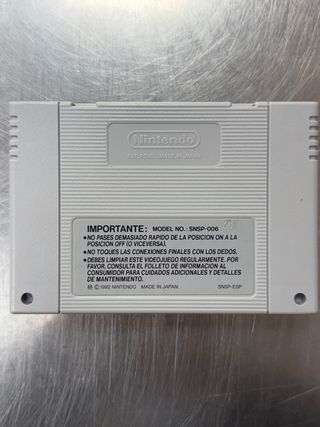 Nintendo
PAT. PEND. MADE IN JAPAN
IMPORTANTE: MODEL NO.: SNSP-006
•NO PASES DEMASIADO RAPIDO DE LA POSICION ON A LA
POSICION OFF (O VICEVERSA).
•NO TOQUES LAS CONEXIONES FINALES CON LOS DEDOS.
•DEBES LIMPIAR ESTE VIDEOJUEGO REGULARMENTE, POR
FAVOR, CONSULTA EL FOLLETO DE INFORMACION AL
CONSUMIDOR PARA CUIDADOS ADICIONALES Y DETALLES
DE MANTENIMIENTO.
Ⓜ ©1992 NINTENDO MADE IN JAPAN SNSP-ESP